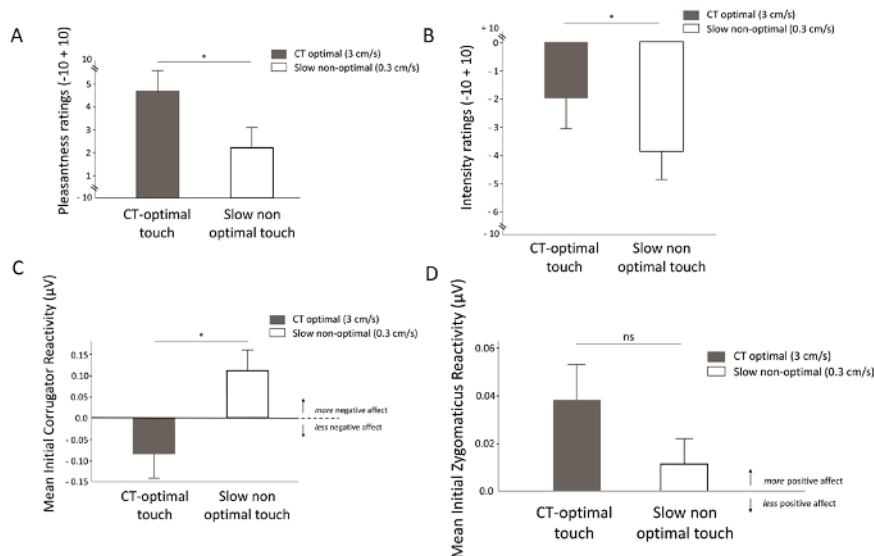 A
Pleasantness ratings (-10 + 10)
10
5
4
3
2
1
- 10
*
CT optimal (3 cm/s)
Slow non-optimal (0.3 cm/s)
CT-optimal
touch
Slow non
optimal touch
B
Intensity ratings (-10 + 10)
+ 10
0
- 1
- 2
- 3
- 4
- 5
- 6
- 10
*
CT optimal (3 cm/s)
Slow non-optimal (0.3 cm/s)
CT-optimal
touch
Slow non
optimal touch
C
Mean Initial Corrugator Reactivity (µV)
0.15
0.10
0.05
0.0
- 0.05
- 0.10
- 0.15
*
CT optimal (3 cm/s)
Slow non-optimal (0.3 cm/s)
more negative affect
less negative affect
CT-optimal
touch
Slow non
optimal touch
D
Mean Initial Zygomaticus Reactivity (µV)
0.06
0.04
0.02
0.0
ns
CT optimal (3 cm/s)
Slow non-optimal (0.3 cm/s)
more positive affect
less positive affect
CT-optimal
touch
Slow non
optimal touch